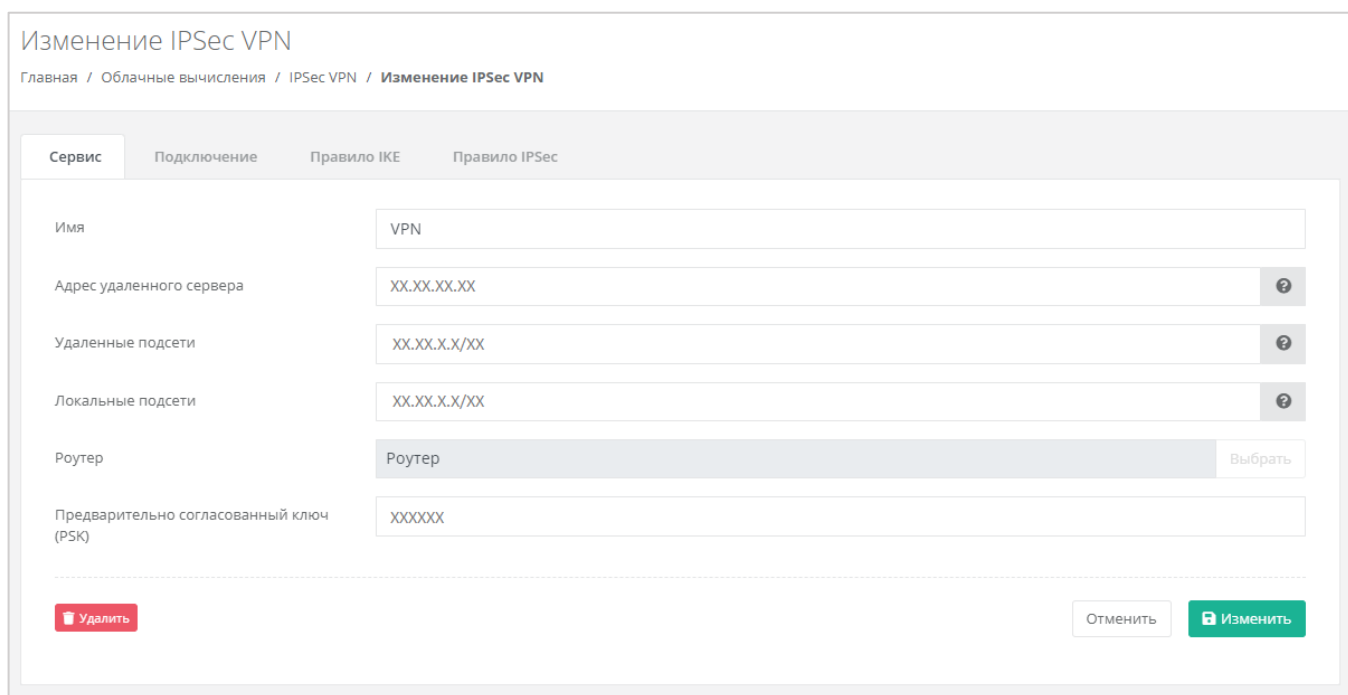 Изменение IPSec VPN
Главная / Облачные вычисления / IPSec VPN / Изменение IPSec VPN
Сервис Подключение Правило IKE Правило IPSec
Имя VPN
Адрес удаленного сервера XX.XX.XX.XX
Удаленные подсети XX.XX.X.X/XX
Локальные подсети XX.XX.X.X/XX
Роутер Роутер Выбрать
Предварительно согласованный ключ XXXXXX
(PSK)
Удалить Отменить Изменить